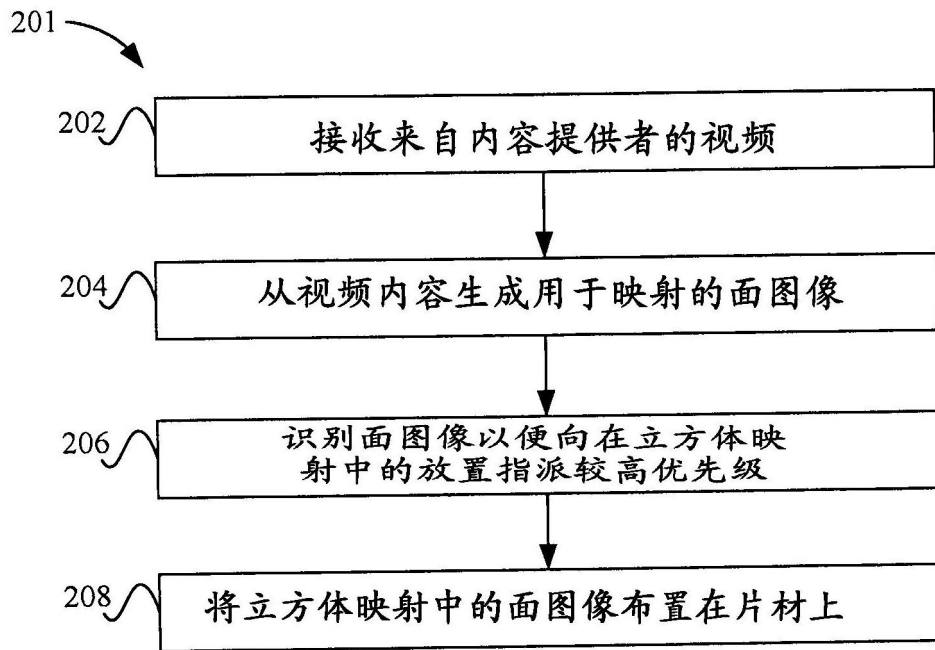 201
202
接收来自内容提供者的视频
204
从视频内容生成用于映射的面图像
206
识别面图像以便向在立方体映
射中的放置指派较高优先级
208
将立方体映射中的面图像布置在片材上